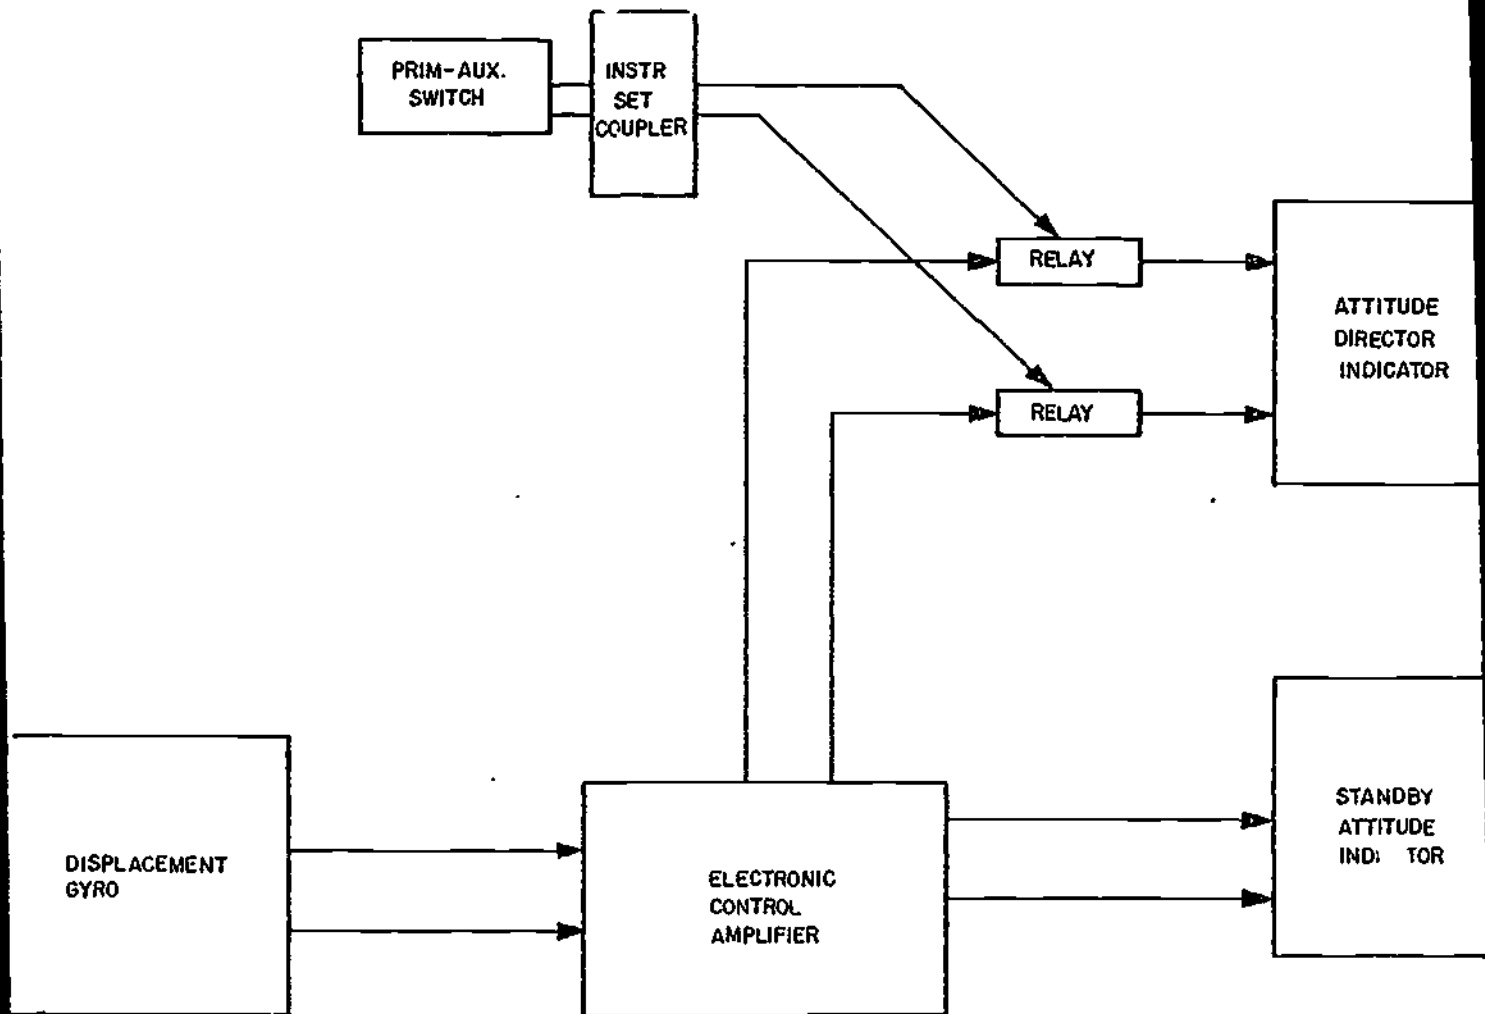 PRIM-AUX.
SWITCH
INSTR
SET
COUPLER
RELAY
ATTITUDE
DIRECTOR
INDICATOR
RELAY
STANDBY
ATTITUDE
DISPLACEMENT
GYRO
ELECTRONIC
CONTROL
AMPLIFIER